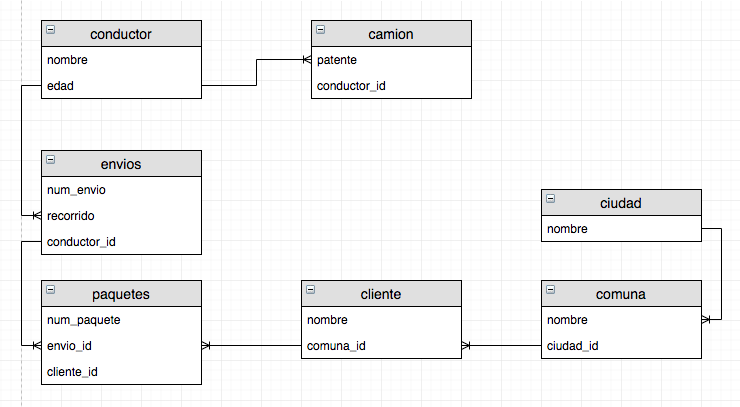 conductor
nombre
edad
camion
patente
conductor_id
envios
num_envio
recorrido
conductor_id
ciudad
nombre
paquetes
num_paquete
envio_id
cliente_id
cliente
nombre
comuna_id
comuna
nombre
ciudad_id